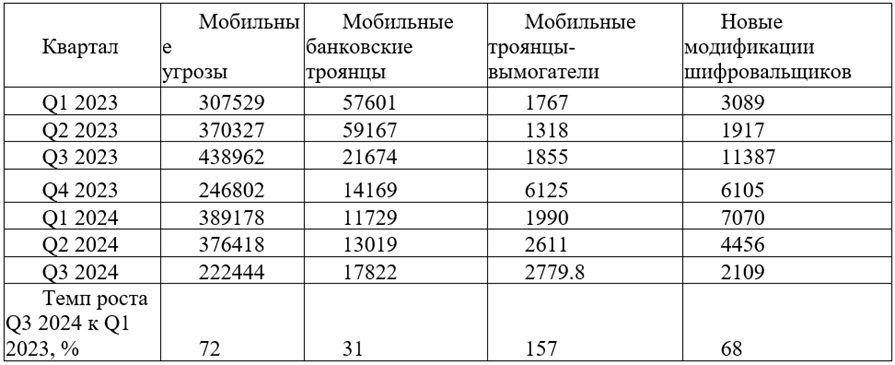 Квартал Мобильны
е
угрозы Мобильные
банковские
троянцы Мобильные
троянцы-
вымогатели Новые
модификации
шифровальщиков
Q1 2023 307529 57601 1767 3089
Q2 2023 370327 59167 1318 1917
Q3 2023 438962 21674 1855 11387
Q4 2023 246802 14169 6125 6105
Q1 2024 389178 11729 1990 7070
Q2 2024 376418 13019 2611 4456
Q3 2024 222444 17822 2779.8 2109
Темп роста
Q3 2024 к Q1
2023, % 72 31 157 68